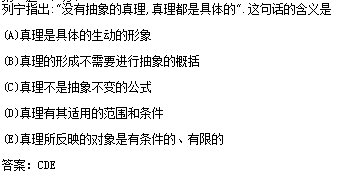 列宁指出:“没有抽象的真理,真理都是具体的”.这句话的含义是
(A)真理是具体的生动的形象
(B)真理的形成不需要进行抽象的概括
(C)真理不是抽象不变的公式
(D)真理有其适用的范围和条件
(E)真理所反映的对象是有条件的、有限的
答案: CDE